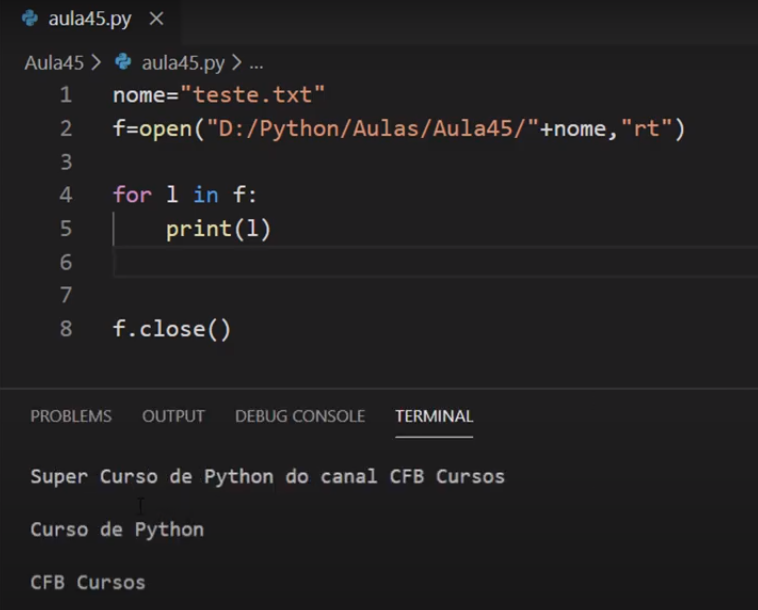 aula45.py
Aula45 > aula45.py > ...
1 nome="teste.txt"
2 f=open("D:/Python/Aulas/Aula45/"+nome,"rt")
3
4 for l in f:
5     print(l)
6
7
8 f.close()
PROBLEMS OUTPUT DEBUG CONSOLE TERMINAL
Super Curso de Python do canal CFB Cursos
Curso de Python
CFB Cursos